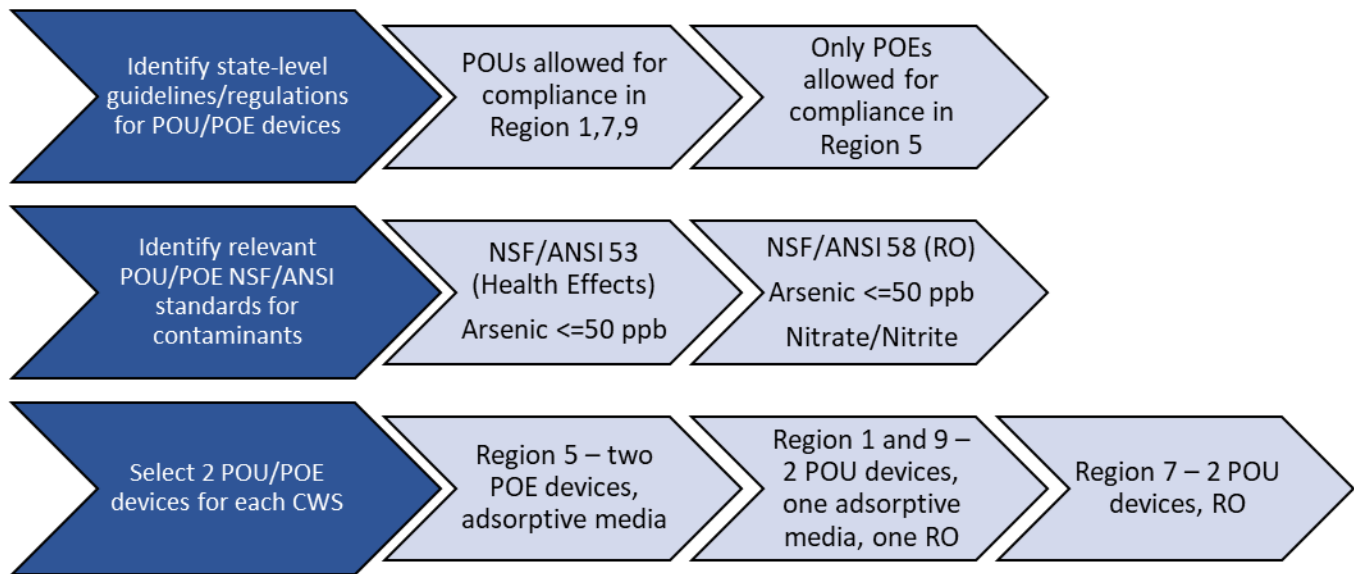 Identify state-level
guidelines/regulations
for POU/POE devices
POUs allowed for
compliance in
Region 1,7,9
Only POEs
allowed for
compliance in
Region 5
Identify relevant
POU/POE NSF/ANSI
standards for
contaminants
NSF/ANSI 53
(Health Effects)
Arsenic <=50 ppb
NSF/ANSI 58 (RO)
Arsenic <=50 ppb
Nitrate/Nitrite
Select 2 POU/POE
devices for each CWS
Region 5 – two
POE devices,
adsorptive media
Region 1 and 9 –
2 POU devices,
one adsorptive
media, one RO
Region 7 – 2 POU
devices, RO